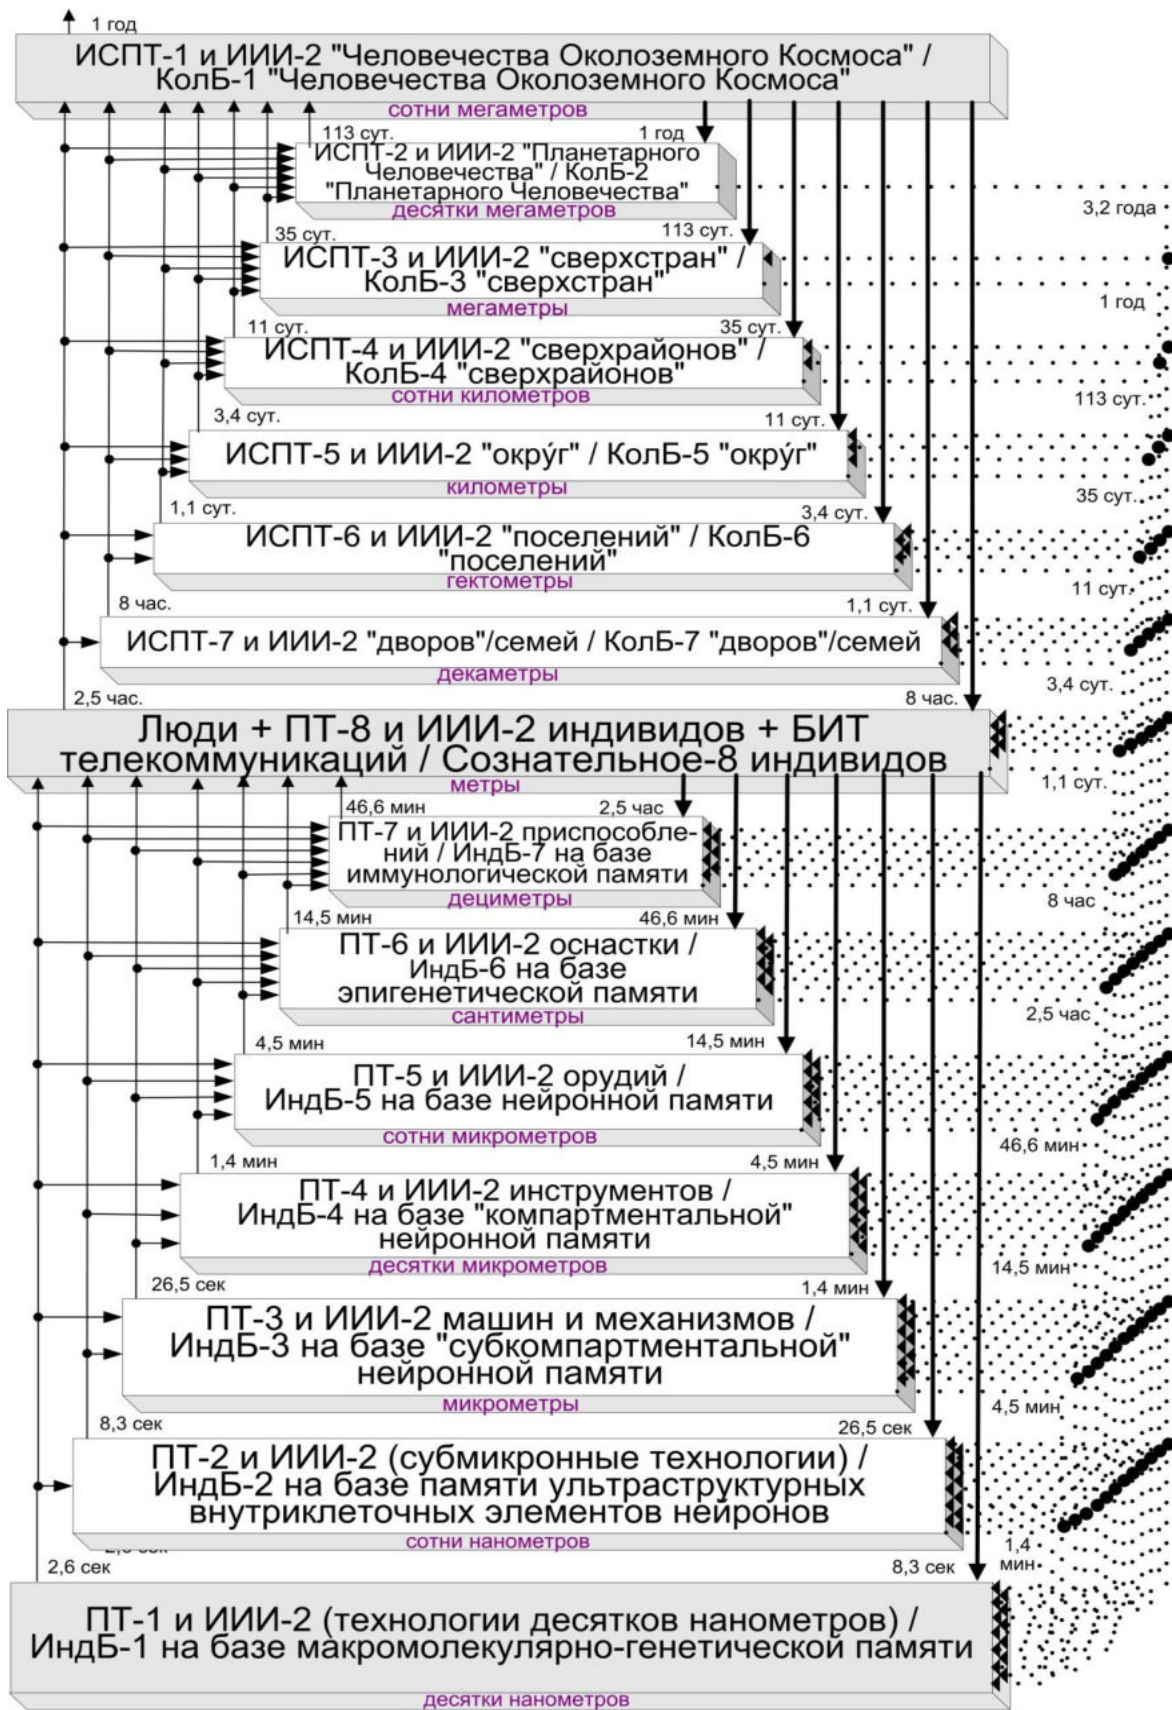 1 год
ИСПТ-1 и ИИИ-2 "Человечества Околоземного Космоса" /
КолБ-1 "Человечества Околоземного Космоса"
сотни мегаметров
113 сут.
1 год
ИСПТ-2 и ИИИ-2 "Планетарного
Человечества" / КолБ-2
"Планетарного Человечества"
десятки мегаметров
3,2 года
35 сут.
113 сут.
ИСПТ-3 и ИИИ-2 "сверхстран" /
КолБ-3 "сверхстран"
мегаметры
1 год
11 сут.
35 сут.
ИСПТ-4 и ИИИ-2 "сверхрайонов" /
КолБ-4 "сверхрайонов"
сотни километров
113 сут.
3,4 сут.
11 сут.
ИСПТ-5 и ИИИ-2 "окру́г" / КолБ-5 "окру́г"
километры
35 сут.
1,1 сут.
3,4 сут.
ИСПТ-6 и ИИИ-2 "поселений" / КолБ-6
"поселений"
гектометры
11 сут.
8 час.
1,1 сут.
ИСПТ-7 и ИИИ-2 "дворов"/семей / КолБ-7 "дворов"/семей
декаметры
3,4 сут.
2,5 час.
8 час.
Люди + ПТ-8 и ИИИ-2 индивидов + БИТ
телекоммуникаций / Сознательное-8 индивидов
метры
1,1 сут.
46,6 мин
2,5 час
ПТ-7 и ИИИ-2 приспособле-
ний / ИндБ-7 на базе
иммунологической памяти
дециметры
8 час
14,5 мин
46,6 мин
ПТ-6 и ИИИ-2 оснастки /
ИндБ-6 на базе
эпигенетической памяти
сантиметры
2,5 час
4,5 мин
14,5 мин
ПТ-5 и ИИИ-2 орудий /
ИндБ-5 на базе нейронной памяти
сотни микрометров
46,6 мин
1,4 мин
4,5 мин
ПТ-4 и ИИИ-2 инструментов /
ИндБ-4 на базе "компартментальной"
нейронной памяти
десятки микрометров
14,5 мин
26,5 сек
1,4 мин
ПТ-3 и ИИИ-2 машин и механизмов /
ИндБ-3 на базе "субкомпартментальной"
нейронной памяти
микрометры
4,5 мин
8,3 сек
26,5 сек
ПТ-2 и ИИИ-2 (субмикронные технологии) /
ИндБ-2 на базе памяти ультраструктурных
внутриклеточных элементов нейронов
сотни нанометров
1,4
мин
2,6 сек
8,3 сек
ПТ-1 и ИИИ-2 (технологии десятков нанометров) /
ИндБ-1 на базе макромолекулярно-генетической памяти
десятки нанометров